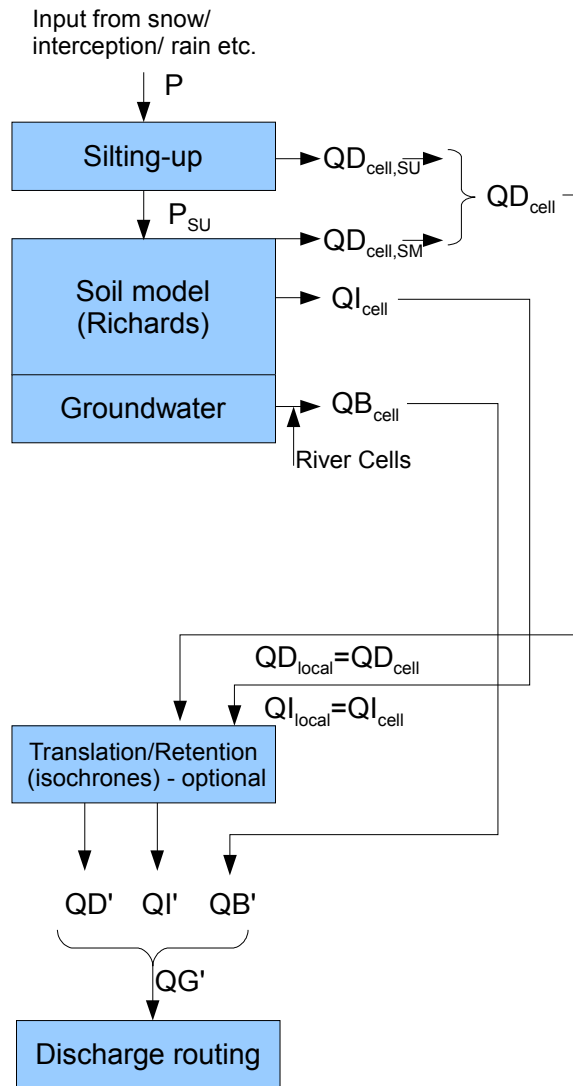 Input from snow/
interception/ rain etc.
P
Silting-up
QDcell,SU
QDcell
PSU
QDcell,SM
Soil model
(Richards)
QIcell
Groundwater
QBcell
River Cells
QDlocal=QDcell
QIlocal=QIcell
Translation/Retention
(isochrones) - optional
QD' QI' QB'
QG'
Discharge routing